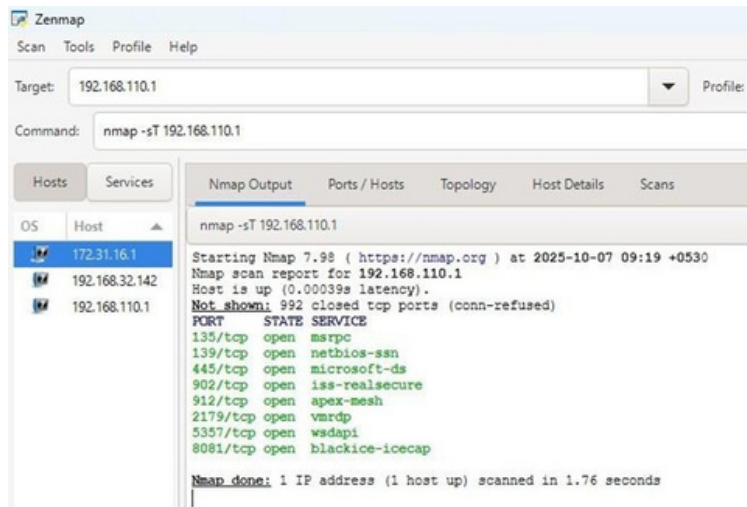 Zenmap
Scan Tools Profile Help
Target: 192.168.110.1 Profile:
Command: nmap -sT 192.168.110.1
Hosts Services
Nmap Output Ports / Hosts Topology Host Details Scans
OS Host
nmap -sT 192.168.110.1
172.31.16.1
192.168.32.142
192.168.110.1
Starting Nmap 7.98 ( https://nmap.org ) at 2025-10-07 09:19 +0530
Nmap scan report for 192.168.110.1
Host is up (0.00039s latency).
Not shown: 992 closed tcp ports (conn-refused)
PORT STATE SERVICE
135/tcp open msrpc
139/tcp open netbios-ssn
445/tcp open microsoft-ds
902/tcp open iss-realsecure
912/tcp open apex-mesh
2179/tcp open vmrdp
5357/tcp open wsdapi
8081/tcp open blackice-icecap
Nmap done: 1 IP address (1 host up) scanned in 1.76 seconds